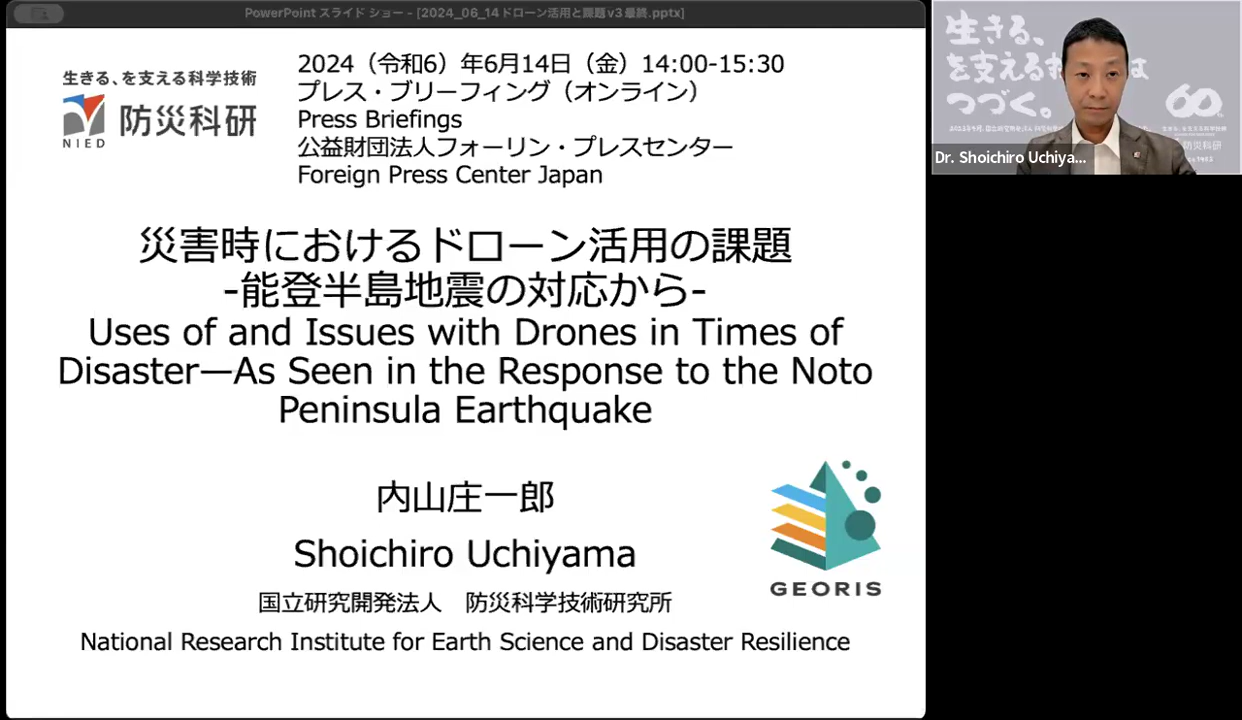 PowerPoint スライド ショー - [2024_06_14ドローン活用と課題v3最終.pptx]
生きる、を支える科学技術
防災科研
NIED
2024（令和6）年6月14日（金）14:00-15:30
プレス・ブリーフィング（オンライン）
Press Briefings
公益財団法人フォーリン・プレスセンター
Foreign Press Center Japan
災害時におけるドローン活用の課題
-能登半島地震の対応から-
Uses of and Issues with Drones in Times of
Disaster—As Seen in the Response to the Noto
Peninsula Earthquake
内山庄一郎
Shoichiro Uchiyama
国立研究開発法人　防災科学技術研究所
National Research Institute for Earth Science and Disaster Resilience
GEORIS
生きる、
を支える
は
つづく。
60
防災科研
Dr. Shoichiro Uchiya...